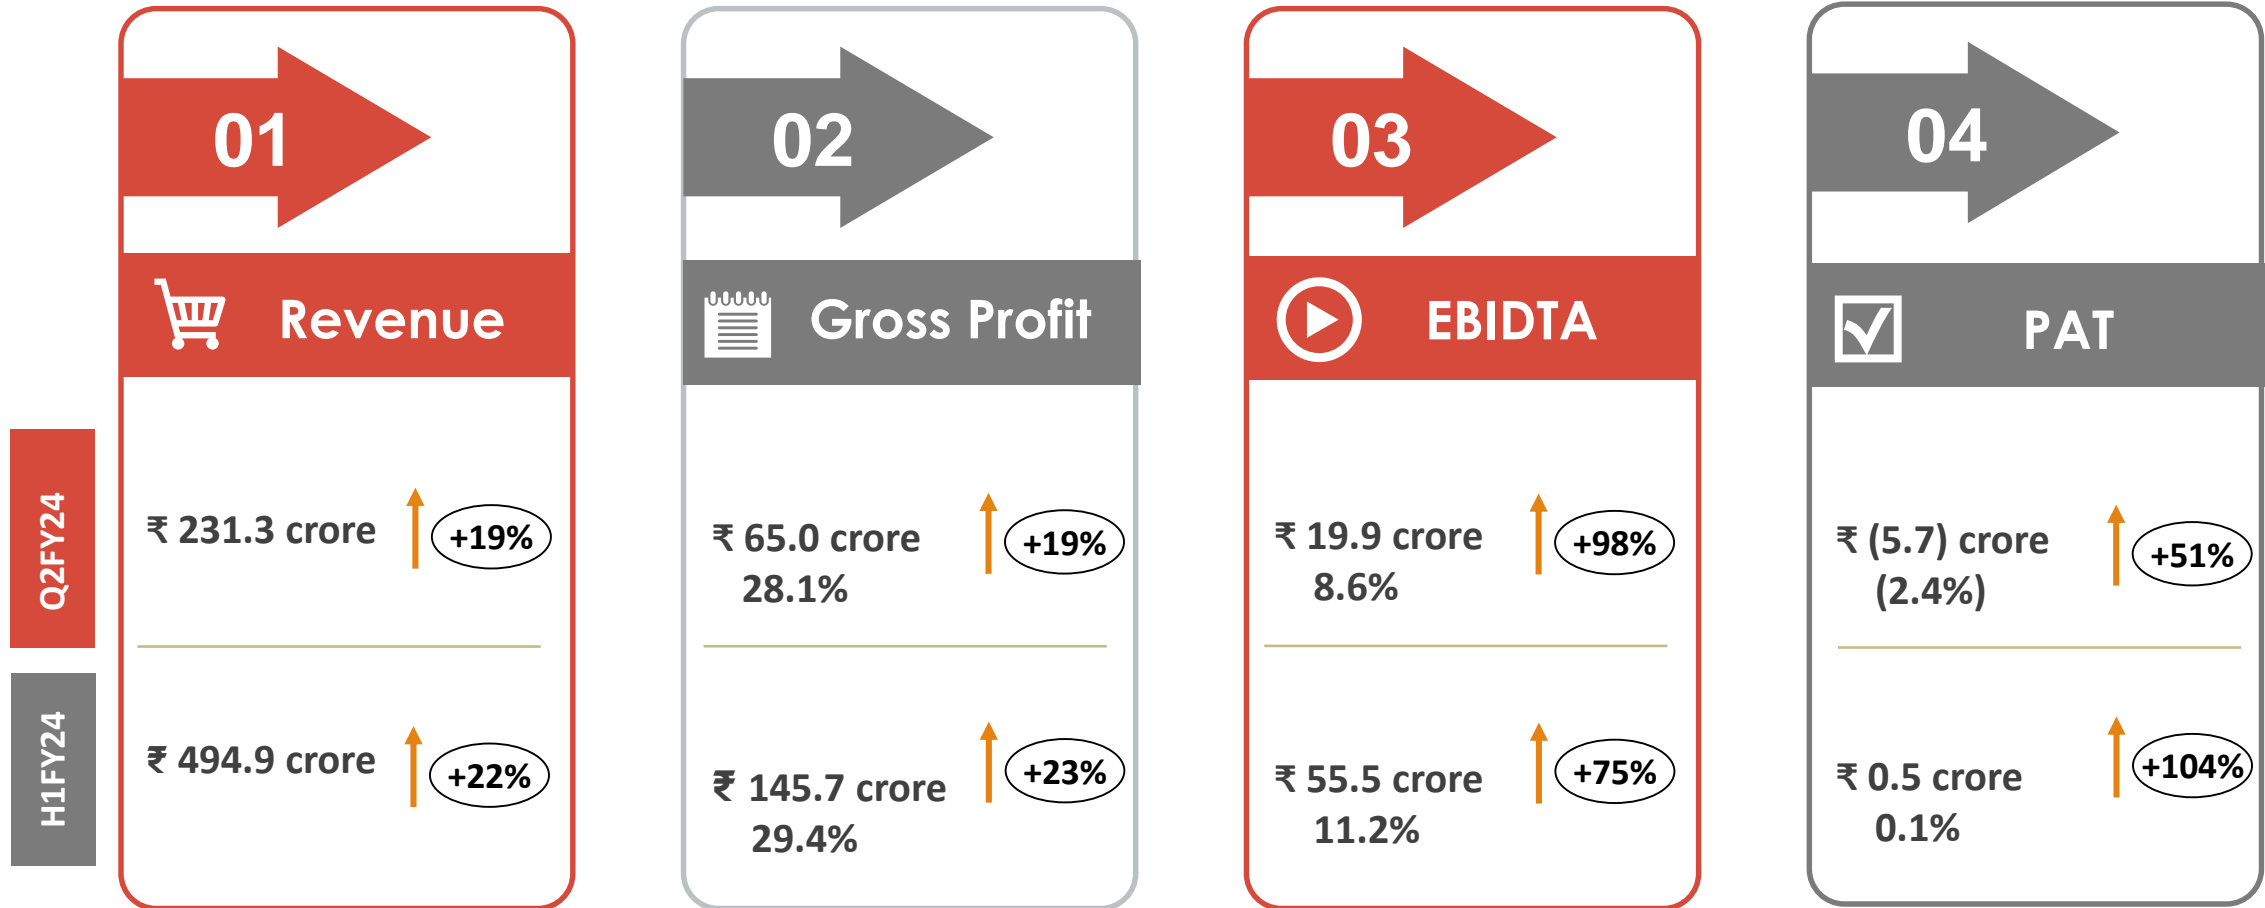 01
02
03
04
Revenue
Gross Profit
EBIDTA
PAT
Q2FY24
₹ 231.3 crore
+19%
₹ 65.0 crore
28.1%
+19%
₹ 19.9 crore
8.6%
+98%
₹ (5.7) crore
(2.4%)
+51%
H1FY24
₹ 494.9 crore
+22%
₹ 145.7 crore
29.4%
+23%
₹ 55.5 crore
11.2%
+75%
₹ 0.5 crore
0.1%
+104%